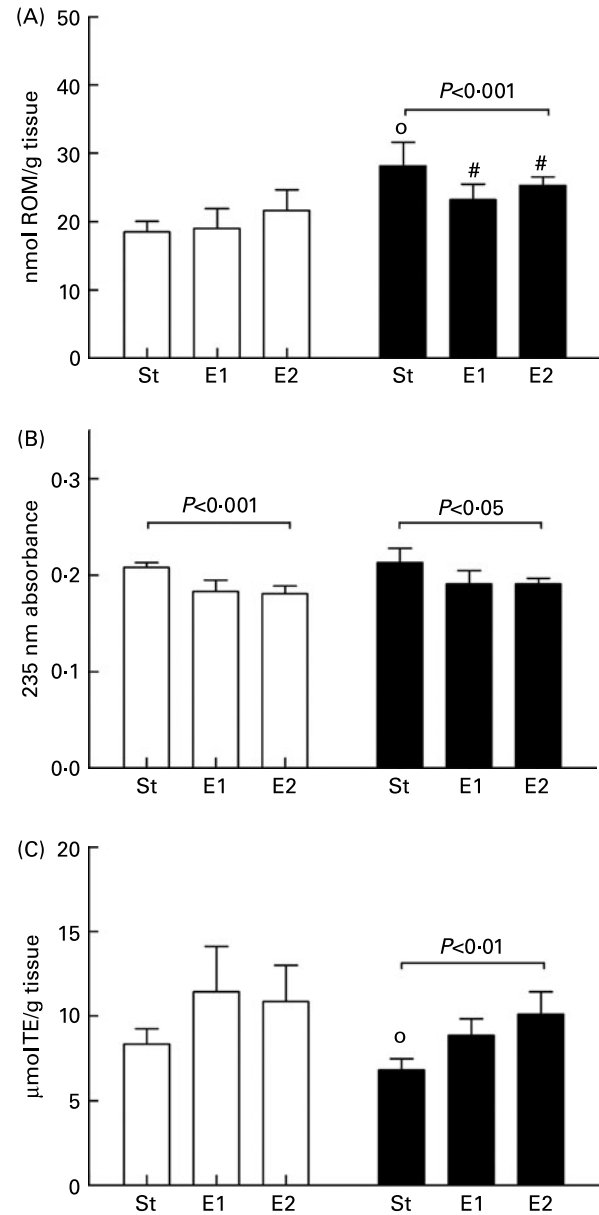 (A)
nmol ROM/g tissue
50
40
30
20
10
0
P<0·001
o
#
#
St E1 E2 St E1 E2
(B)
235 nm absorbance
0·3
0·2
0·1
0·0
P<0·001
P<0·05
St E1 E2 St E1 E2
(C)
μmolTE/g tissue
20
15
10
5
0
P<0·01
o
St E1 E2 St E1 E2